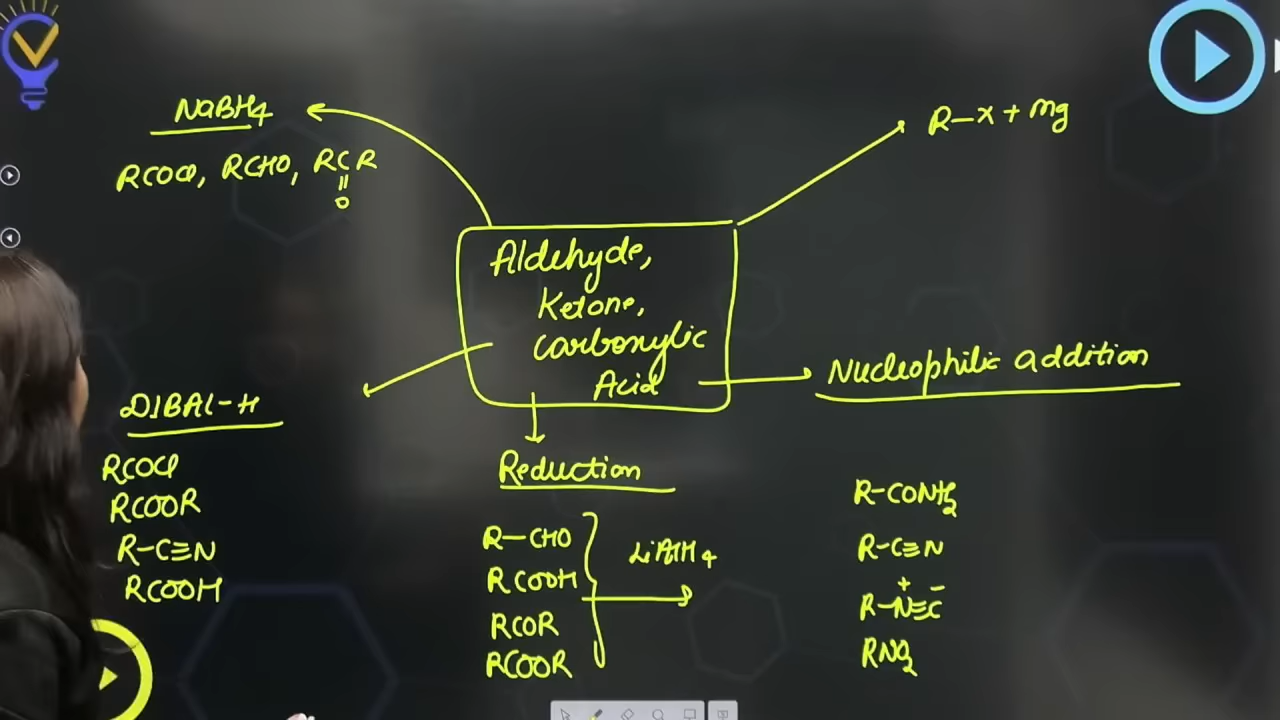 NaBH4
RCOCl, RCHO, RCR
||
O
R-X + Mg
Aldehyde,
Ketone,
Carboxylic
Acid
Nucleophilic addition
DIBAL-H
RCOCl
RCOOR
R-C≡N
RCOOH
Reduction
R-CHO
RCOOH
RCOR
RCOOR
LiAlH4
R-CONH2
R-C≡N
+ -
R-N≡C
RNO2